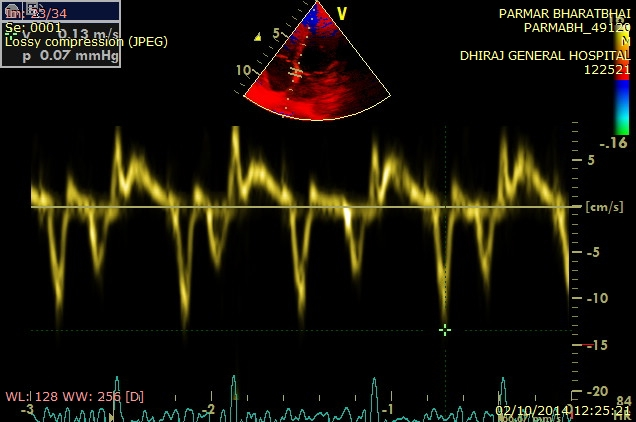 Im: 23/34
Se: 0001
v 0.13 m/s
Lossy compression (JPEG)
p 0.07 mmHg
V
5
10
PARMAR BHARATBHAI
PARMABH_49120
M
DHIRAJ GENERAL HOSPITAL
122521
-.16
5
[cm/s]
-5
-10
-15
-20
WL: 128 WW: 256 [D]
-3
-2
-1
0
84
HR
02/10/2014 12:25:21